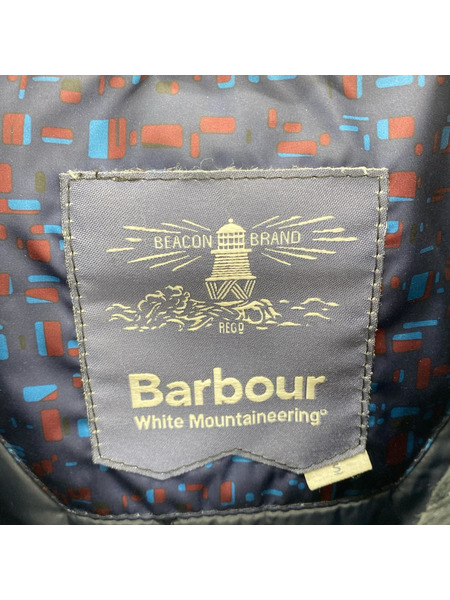 BEACON BRAND
REGD
Barbour
White Mountaineering®
S